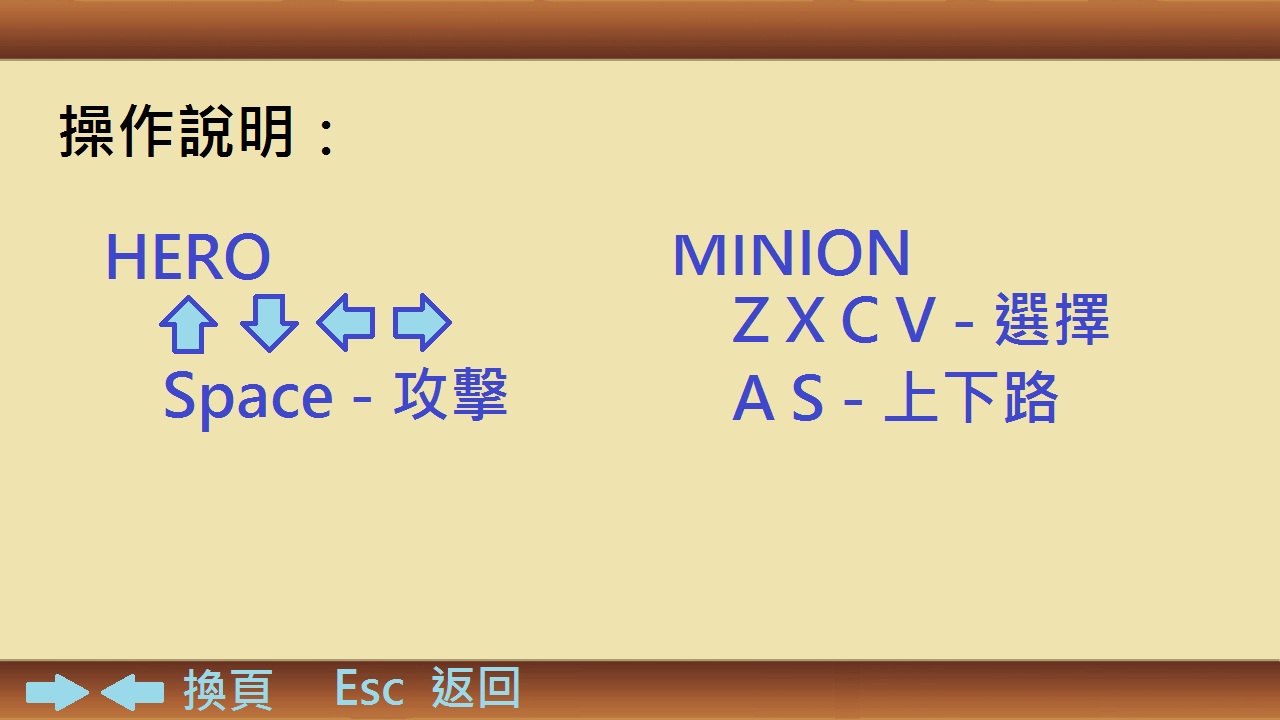 操作說明：
HERO
Space - 攻擊
MINION
Z X C V - 選擇
A S - 上下路
換頁 Esc 返回